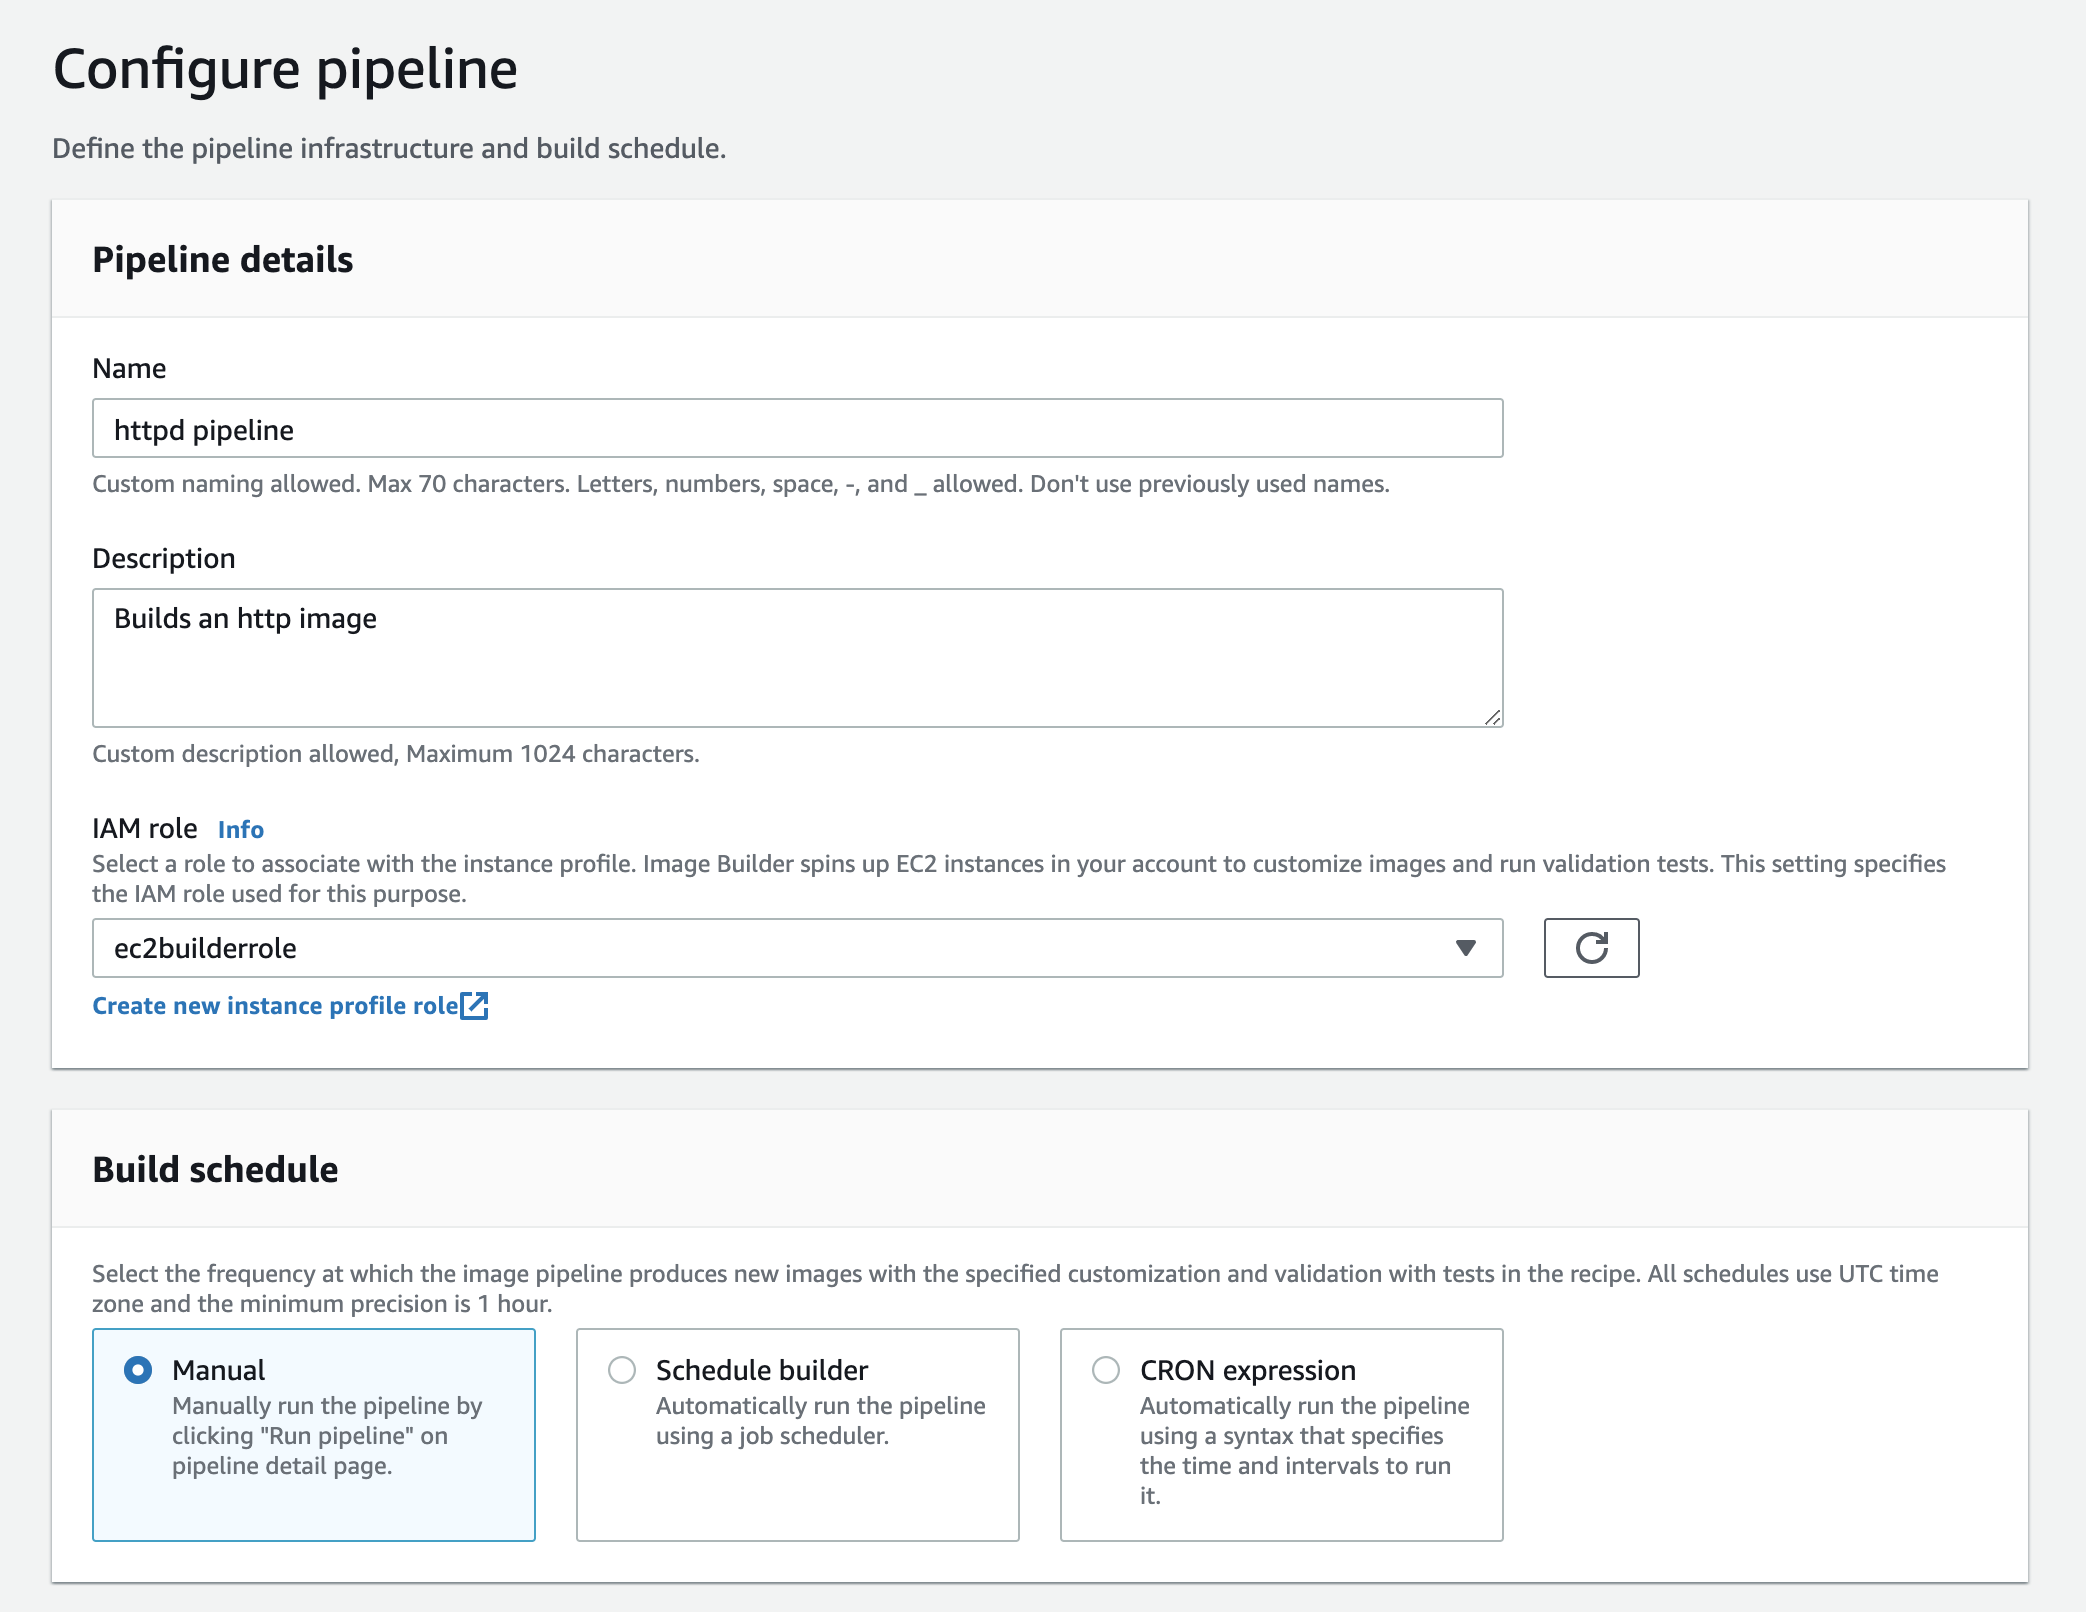 Configure pipeline
Define the pipeline infrastructure and build schedule.
Pipeline details
Name
httpd pipeline
Custom naming allowed. Max 70 characters. Letters, numbers, space, -, and _ allowed. Don't use previously used names.
Description
Builds an http image
Custom description allowed, Maximum 1024 characters.
IAM role Info
Select a role to associate with the instance profile. Image Builder spins up EC2 instances in your account to customize images and run validation tests. This setting specifies
the IAM role used for this purpose.
ec2builderrole
Create new instance profile role
Build schedule
Select the frequency at which the image pipeline produces new images with the specified customization and validation with tests in the recipe. All schedules use UTC time
zone and the minimum precision is 1 hour.
Manual
Manually run the pipeline by
clicking "Run pipeline" on
pipeline detail page.
Schedule builder
Automatically run the pipeline
using a job scheduler.
CRON expression
Automatically run the pipeline
using a syntax that specifies
the time and intervals to run
it.